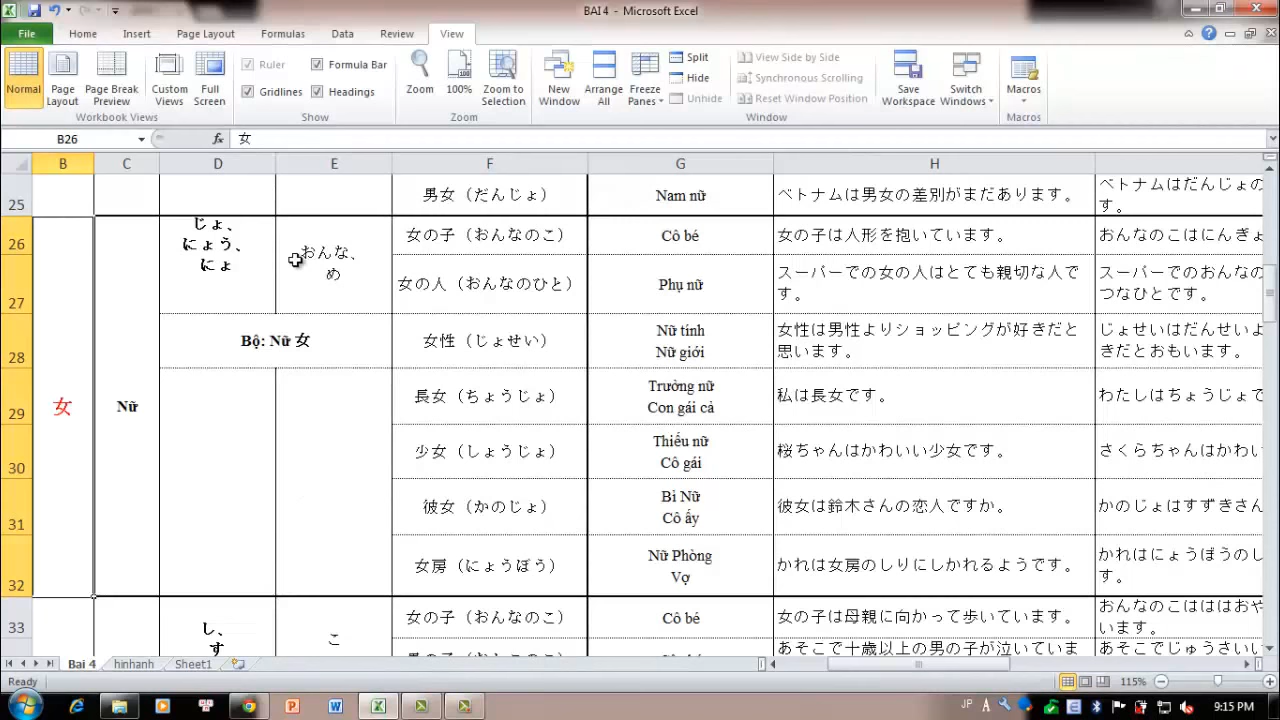 BAI 4 - Microsoft Excel
File Home Insert Page Layout Formulas Data Review View
Normal Page Layout Page Break Preview Custom Views Full Screen
Workbook Views
Ruler Formula Bar
Gridlines Headings
Show
Zoom 100% Zoom to Selection
Zoom
New Window Arrange All Freeze Panes
Split
Hide
Unhide
View Side by Side
Synchronous Scrolling
Reset Window Position
Window
Save Workspace Switch Windows
Macros
Macros
B26 fx 女
B C D E F G H
25 男女（だんじょ） Nam nữ ベトナムは男女の差別がまだあります。 ベトナムはだんじょの
す。
26 じょ、
にょう、
にょ
おんな、
め
女の子（おんなのこ） Cô bé 女の子は人形を抱いています。 おんなのこはにんぎょ
27 女の人（おんなのひと） Phụ nữ スーパーでの女の人はとても親切な人で
す。
スーパーでのおんなの
つなひとです。
28 Bộ: Nữ 女 女性（じょせい） Nữ tính
Nữ giới
女性は男性よりショッピングが好きだと
思います。
じょせいはだんせいよ
きだとおもいます。
29 女 Nữ 長女（ちょうじょ） Trưởng nữ
Con gái cả
私は長女です。 わたしはちょうじょで
30 少女（しょうじょ） Thiếu nữ
Cô gái
桜ちゃんはかわいい少女です。 さくらちゃんはかわい
31 彼女（かのじょ） Bỉ Nữ
Cô ấy
彼女は鈴木さんの恋人ですか。 かのじょはすずきさん
32 女房（にょうぼう） Nữ Phòng
Vợ
かれは女房のしりにしかれるようです。 かれはにょうぼうのし
す。
33 し、
す
こ
女の子（おんなのこ） Cô bé 女の子は母親に向かって歩いています。 おんなのこはははおや
います。
あそこで十歳以上の男の子が泣いていま あそこでじゅうさいい
Bai 4 hinhanh Sheet1
Ready 115%
JP 9:15 PM